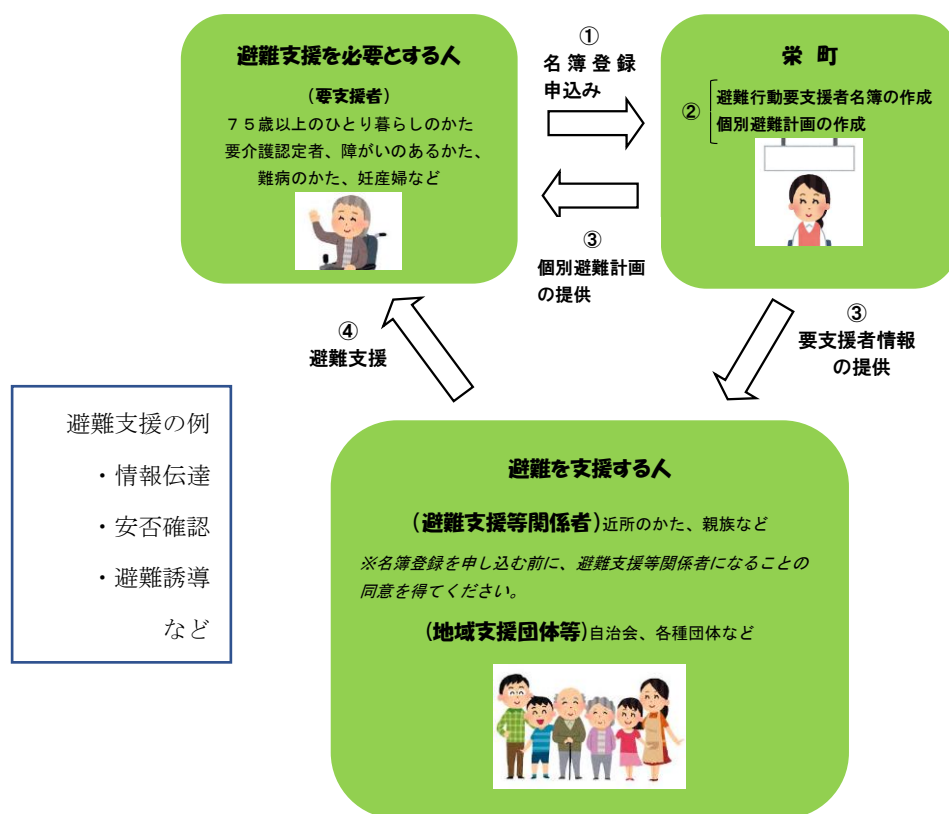 避難支援を必要とする人
(要支援者)
７５歳以上のひとり暮らしのかた
要介護認定者、障がいのあるかた、
難病のかた、妊産婦など
①
名簿登録
申込み
栄町
②
避難行動要支援者名簿の作成
個別避難計画の作成
③
個別避難計画
の提供
③
要支援者情報
の提供
④
避難支援
避難支援の例
・情報伝達
・安否確認
・避難誘導
など
避難を支援する人
(避難支援等関係者)近所のかた、親族など
※名簿登録を申し込む前に、避難支援等関係者になることの
同意を得てください。
(地域支援団体等)自治会、各種団体など